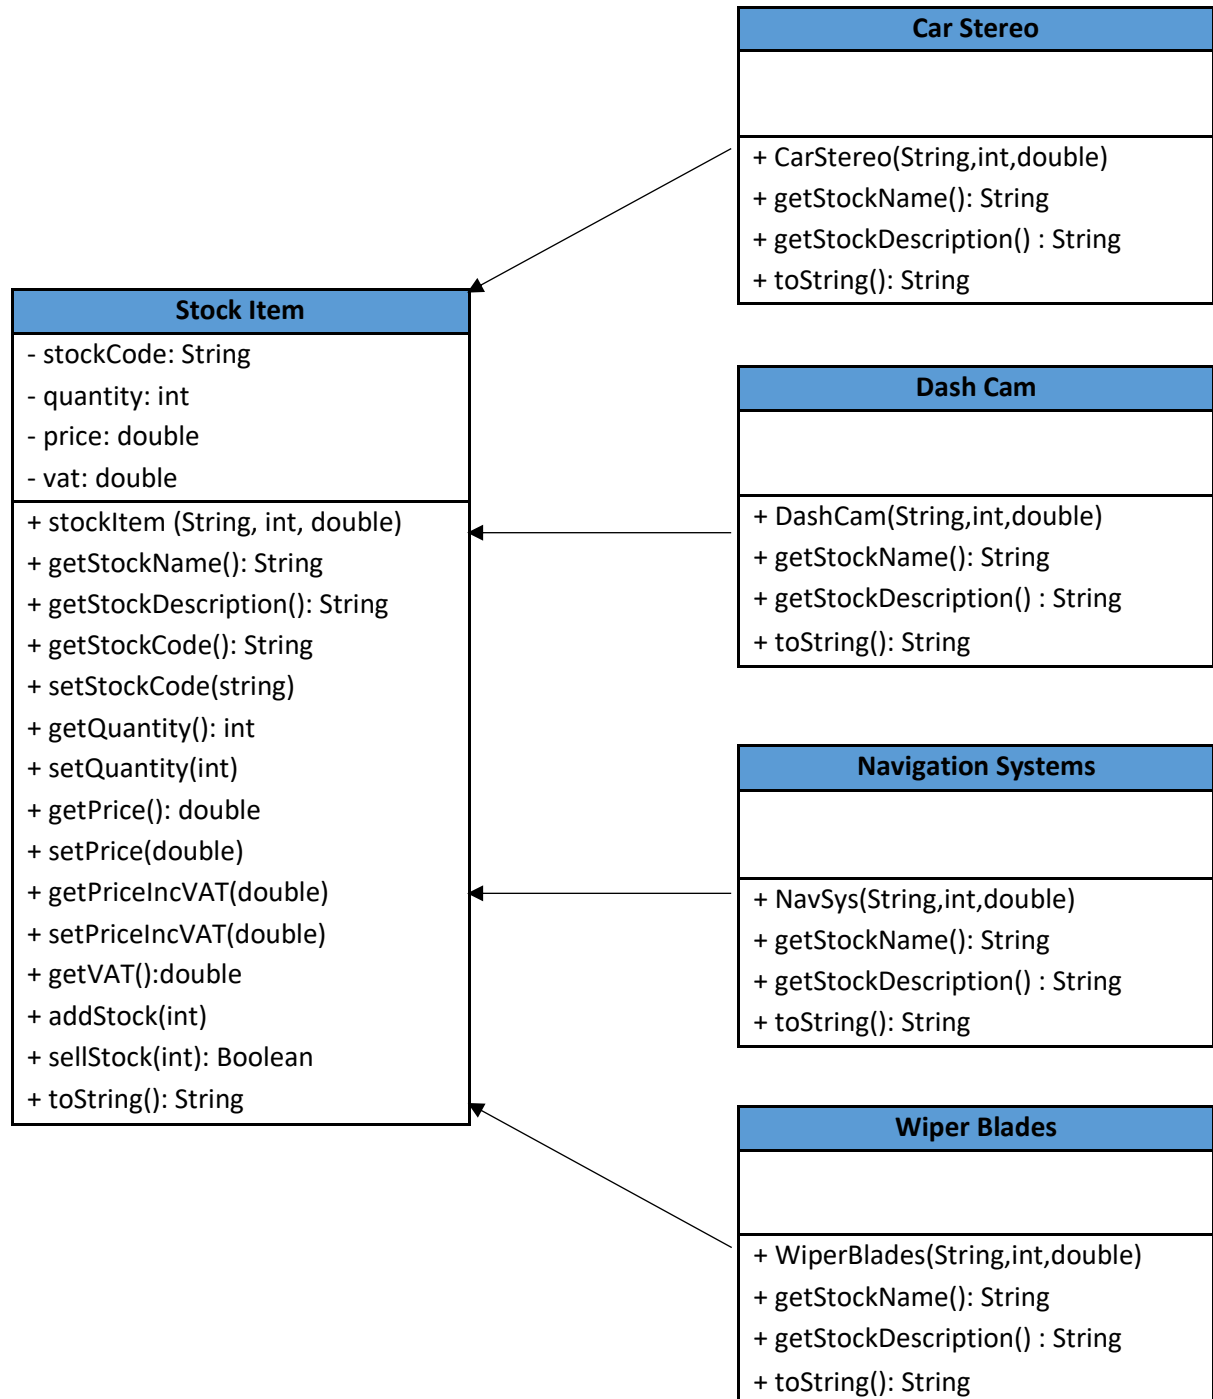 Car Stereo
+ CarStereo(String,int,double)
+ getStockName(): String
+ getStockDescription() : String
+ toString(): String
Stock Item
- stockCode: String
- quantity: int
- price: double
- vat: double
+ stockItem (String, int, double)
+ getStockName(): String
+ getStockDescription(): String
+ getStockCode(): String
+ setStockCode(string)
+ getQuantity(): int
+ setQuantity(int)
+ getPrice(): double
+ setPrice(double)
+ getPriceIncVAT(double)
+ setPriceIncVAT(double)
+ getVAT():double
+ addStock(int)
+ sellStock(int): Boolean
+ toString(): String
Dash Cam
+ DashCam(String,int,double)
+ getStockName(): String
+ getStockDescription() : String
+ toString(): String
Navigation Systems
+ NavSys(String,int,double)
+ getStockName(): String
+ getStockDescription() : String
+ toString(): String
Wiper Blades
+ WiperBlades(String,int,double)
+ getStockName(): String
+ getStockDescription() : String
+ toString(): String